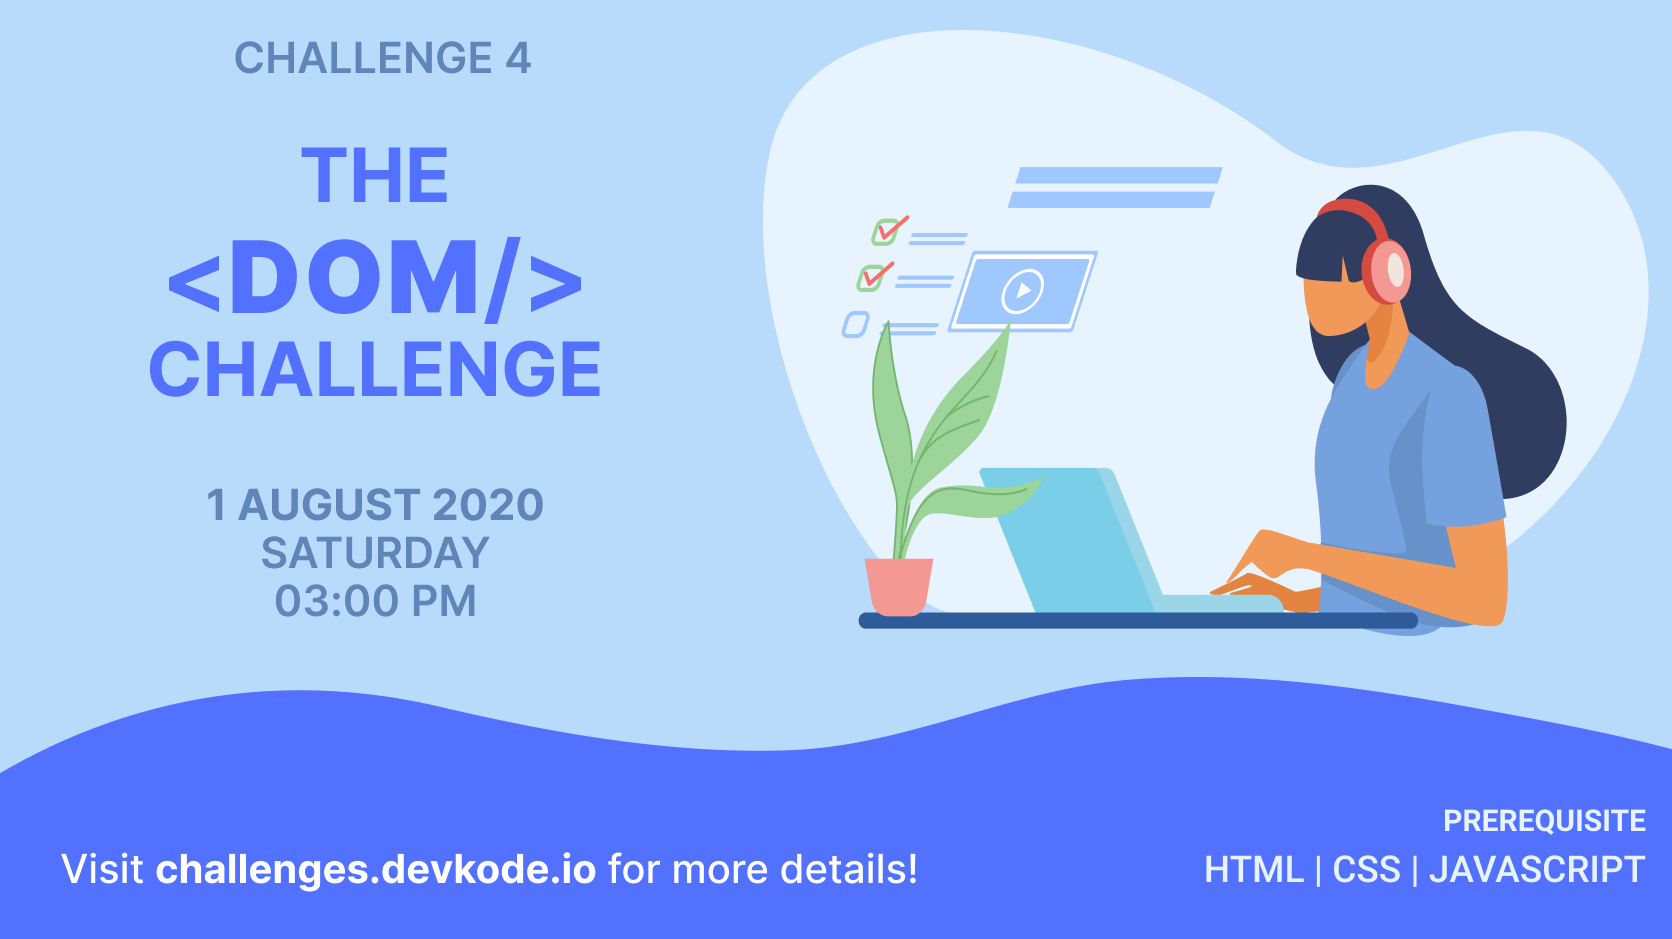 CHALLENGE 4
THE
<DOM/>
CHALLENGE
1 AUGUST 2020
SATURDAY
03:00 PM
PREREQUISITE
Visit challenges.devkode.io for more details!
HTML | CSS | JAVASCRIPT